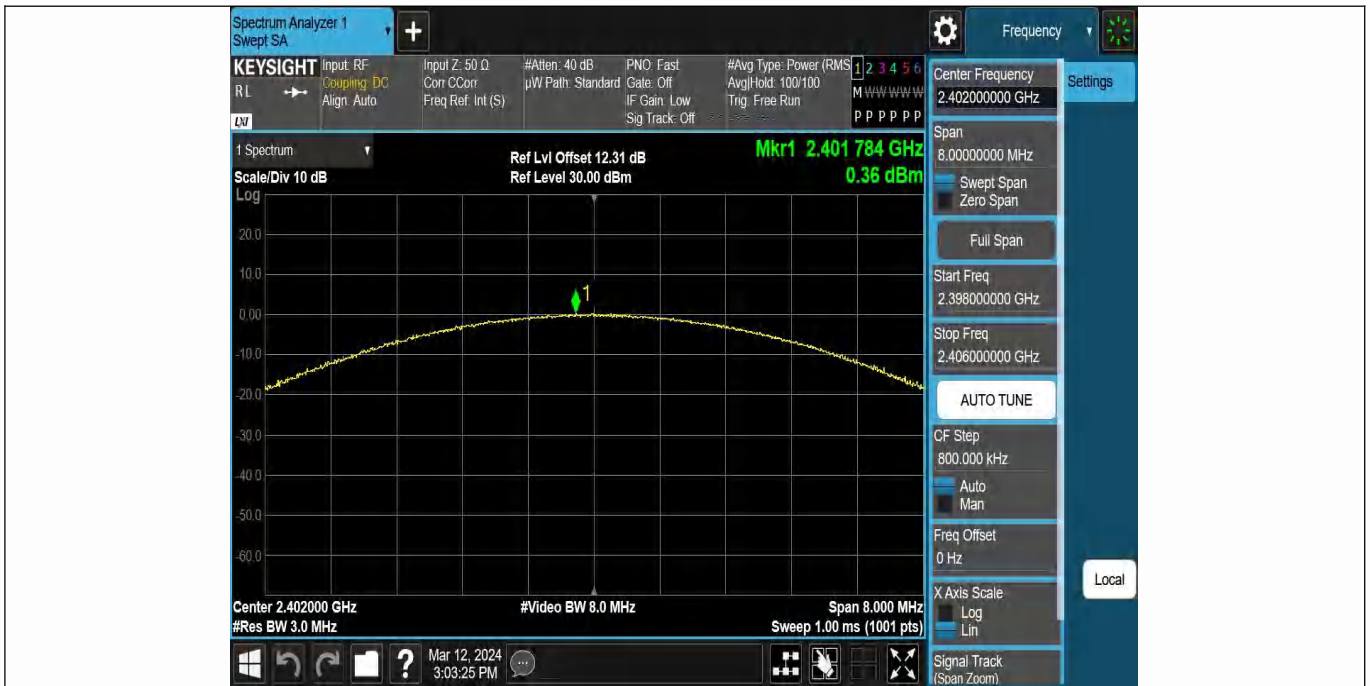 Spectrum Analyzer 1
Swept SA
+
Frequency
KEYSIGHT
RL
LXI
Input: RF
Coupling: DC
Align: Auto
Input Z: 50 Ω
Corr CCorr
Freq Ref: Int (S)
#Atten: 40 dB
µW Path: Standard
PNO: Fast
Gate: Off
IF Gain: Low
Sig Track: Off
#Avg Type: Power (RMS
Avg|Hold: 100/100
Trig: Free Run
1 2 3 4 5 6
M W W W W W
P P P P P P
1 Spectrum
Scale/Div 10 dB
Log
Ref Lvl Offset 12.31 dB
Ref Level 30.00 dBm
Mkr1 2.401 784 GHz
0.36 dBm
20.0
10.0
0.00
-10.0
-20.0
-30.0
-40.0
-50.0
-60.0
1
Center 2.402000 GHz
#Res BW 3.0 MHz
#Video BW 8.0 MHz
Span 8.000 MHz
Sweep 1.00 ms (1001 pts)
Center Frequency
2.402000000 GHz
Settings
Span
8.00000000 MHz
Swept Span
Zero Span
Full Span
Start Freq
2.398000000 GHz
Stop Freq
2.406000000 GHz
AUTO TUNE
CF Step
800.000 kHz
Auto
Man
Freq Offset
0 Hz
X Axis Scale
Log
Lin
Signal Track
(Span Zoom)
Local
?
Mar 12, 2024
3:03:25 PM